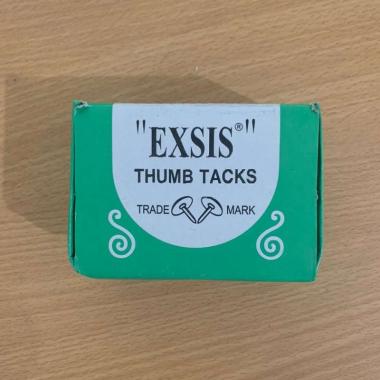 "EXSIS®"
THUMB TACKS
TRADE MARK